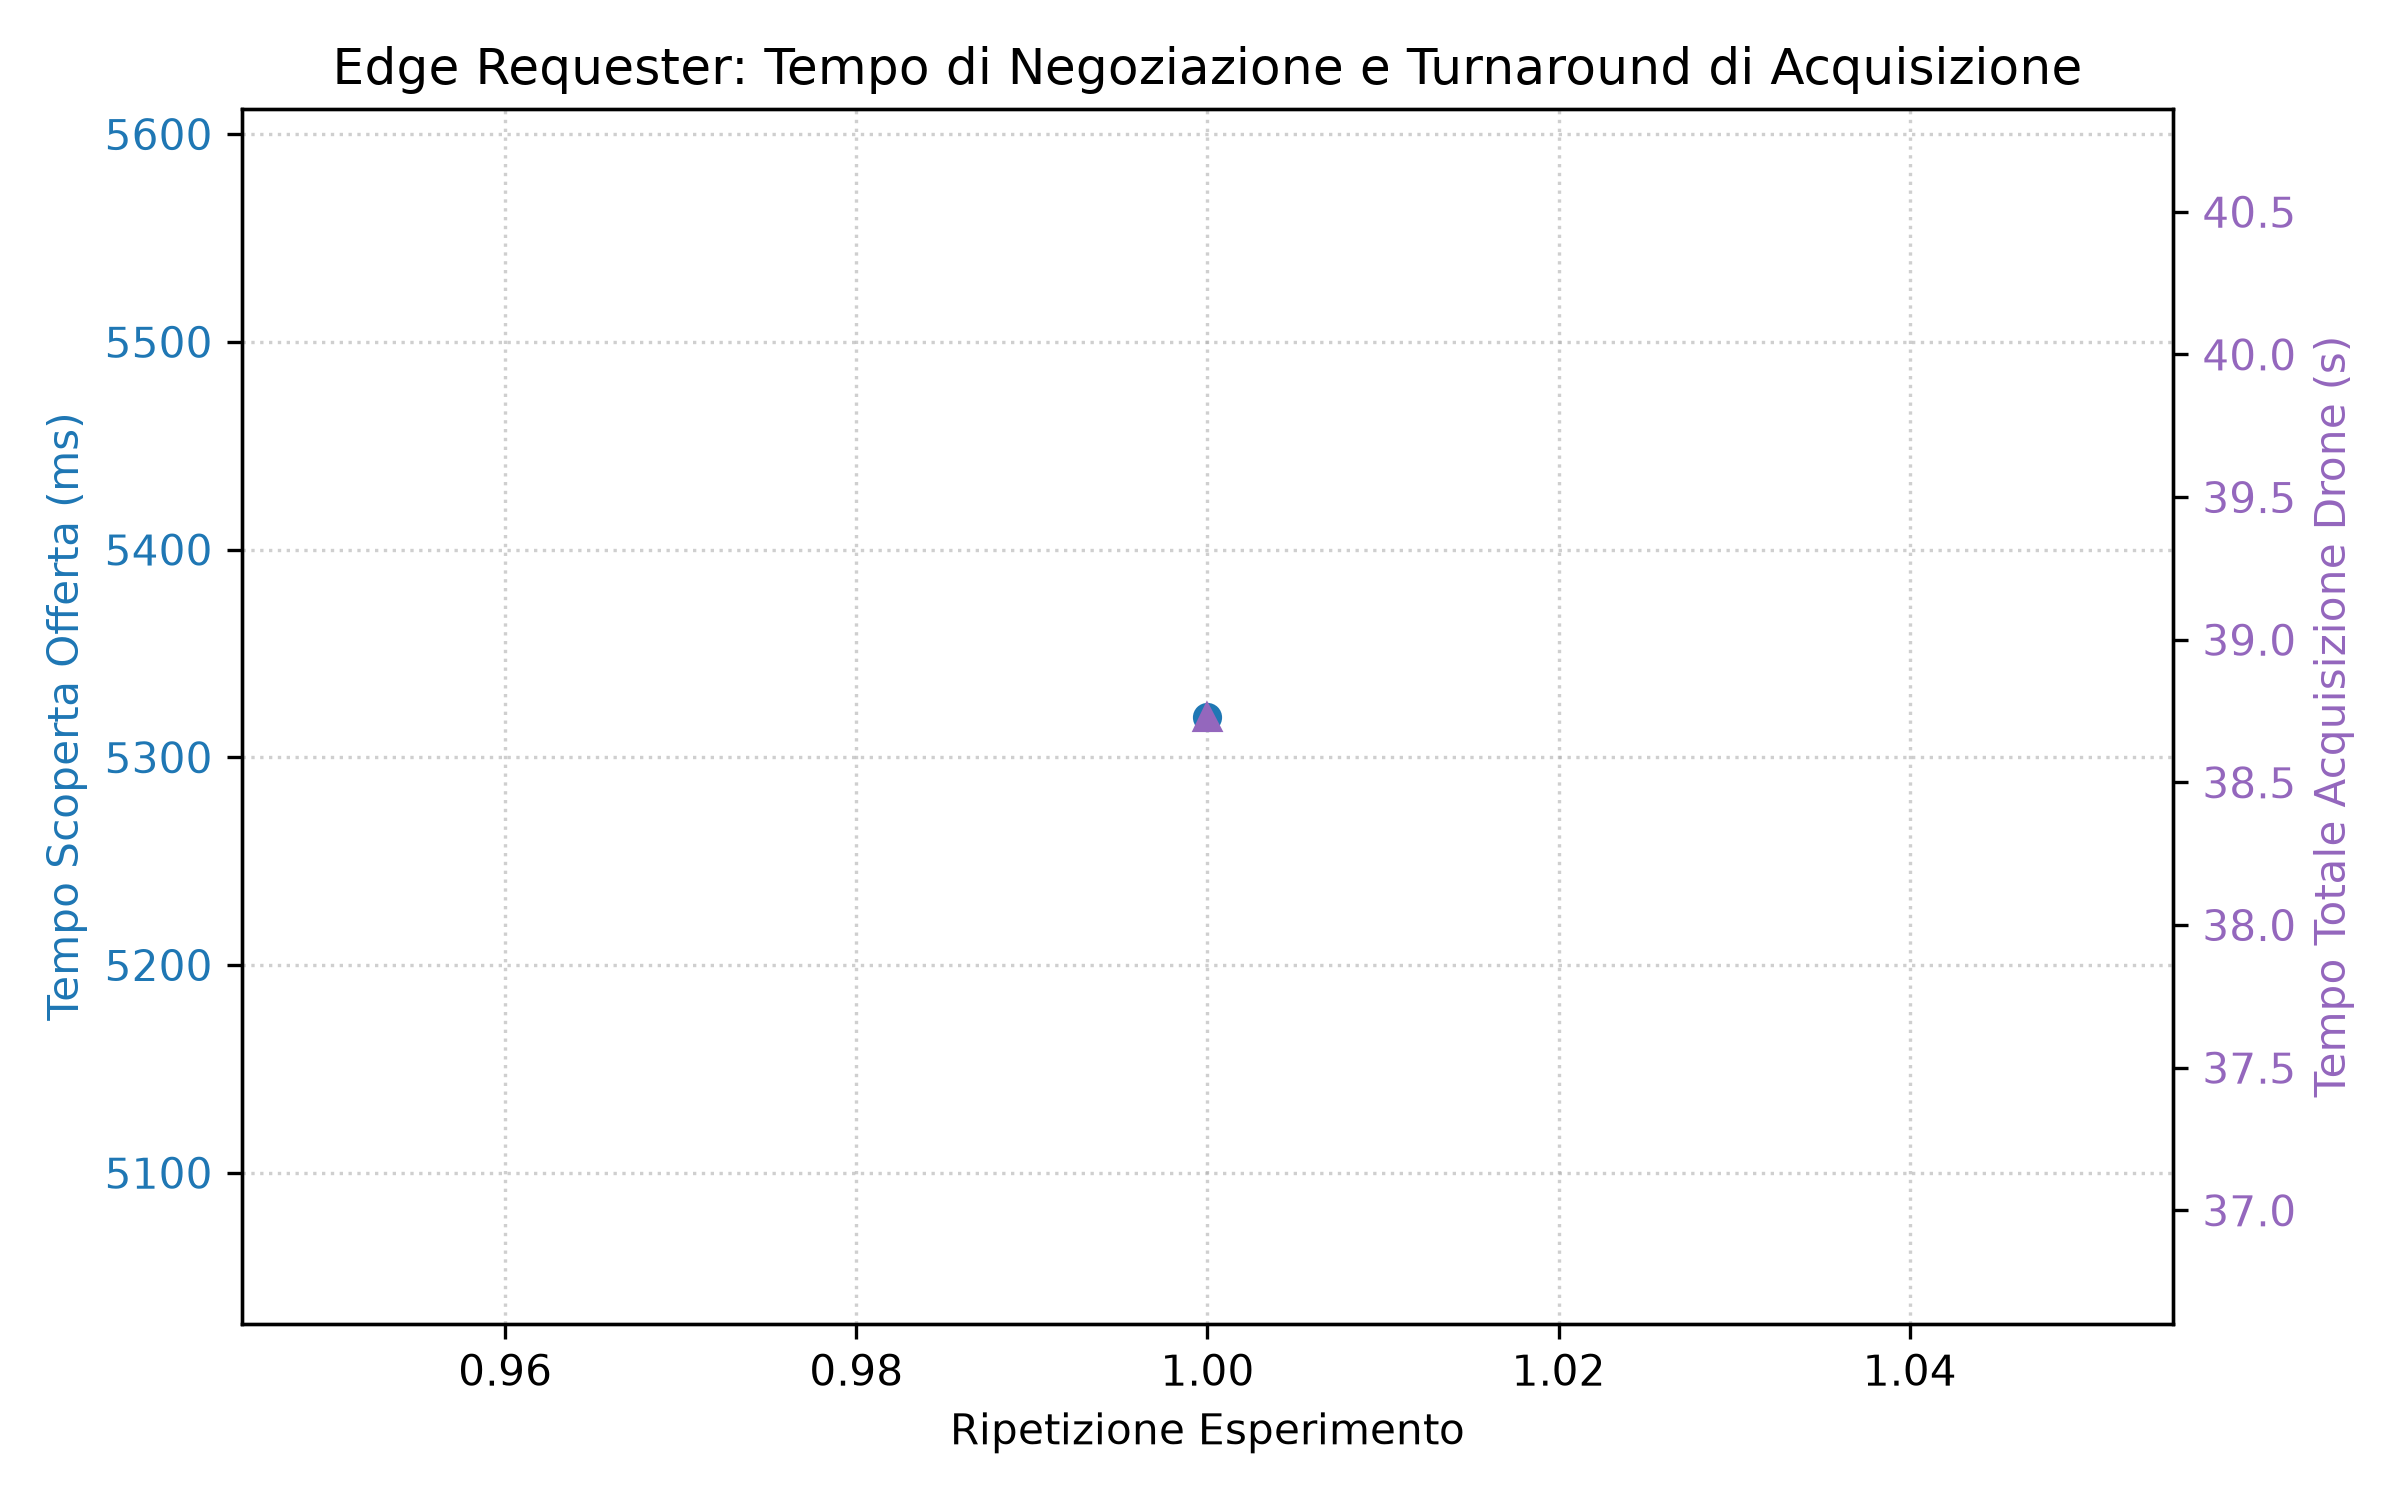 Edge Requester: Tempo di Negoziazione e Turnaround di Acquisizione
Tempo Scoperta Offerta (ms)
5600
5500
5400
5300
5200
5100
40.5
40.0
39.5
39.0
38.5
38.0
37.5
37.0
Tempo Totale Acquisizione Drone (s)
0.96 0.98 1.00 1.02 1.04
Ripetizione Esperimento